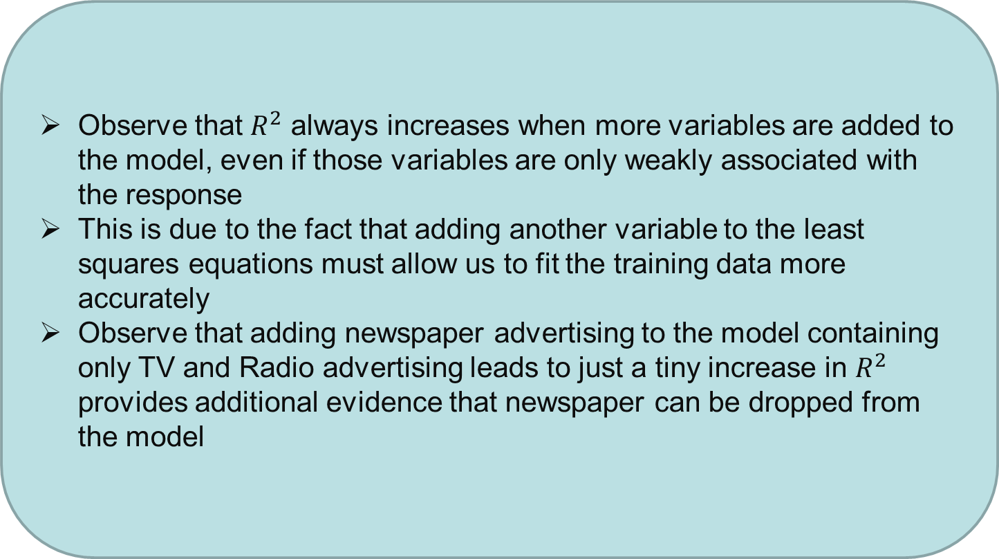 ➢ Observe that 𝑅² always increases when more variables are added to
the model, even if those variables are only weakly associated with
the response
➢ This is due to the fact that adding another variable to the least
squares equations must allow us to fit the training data more
accurately
➢ Observe that adding newspaper advertising to the model containing
only TV and Radio advertising leads to just a tiny increase in 𝑅²
provides additional evidence that newspaper can be dropped from
the model